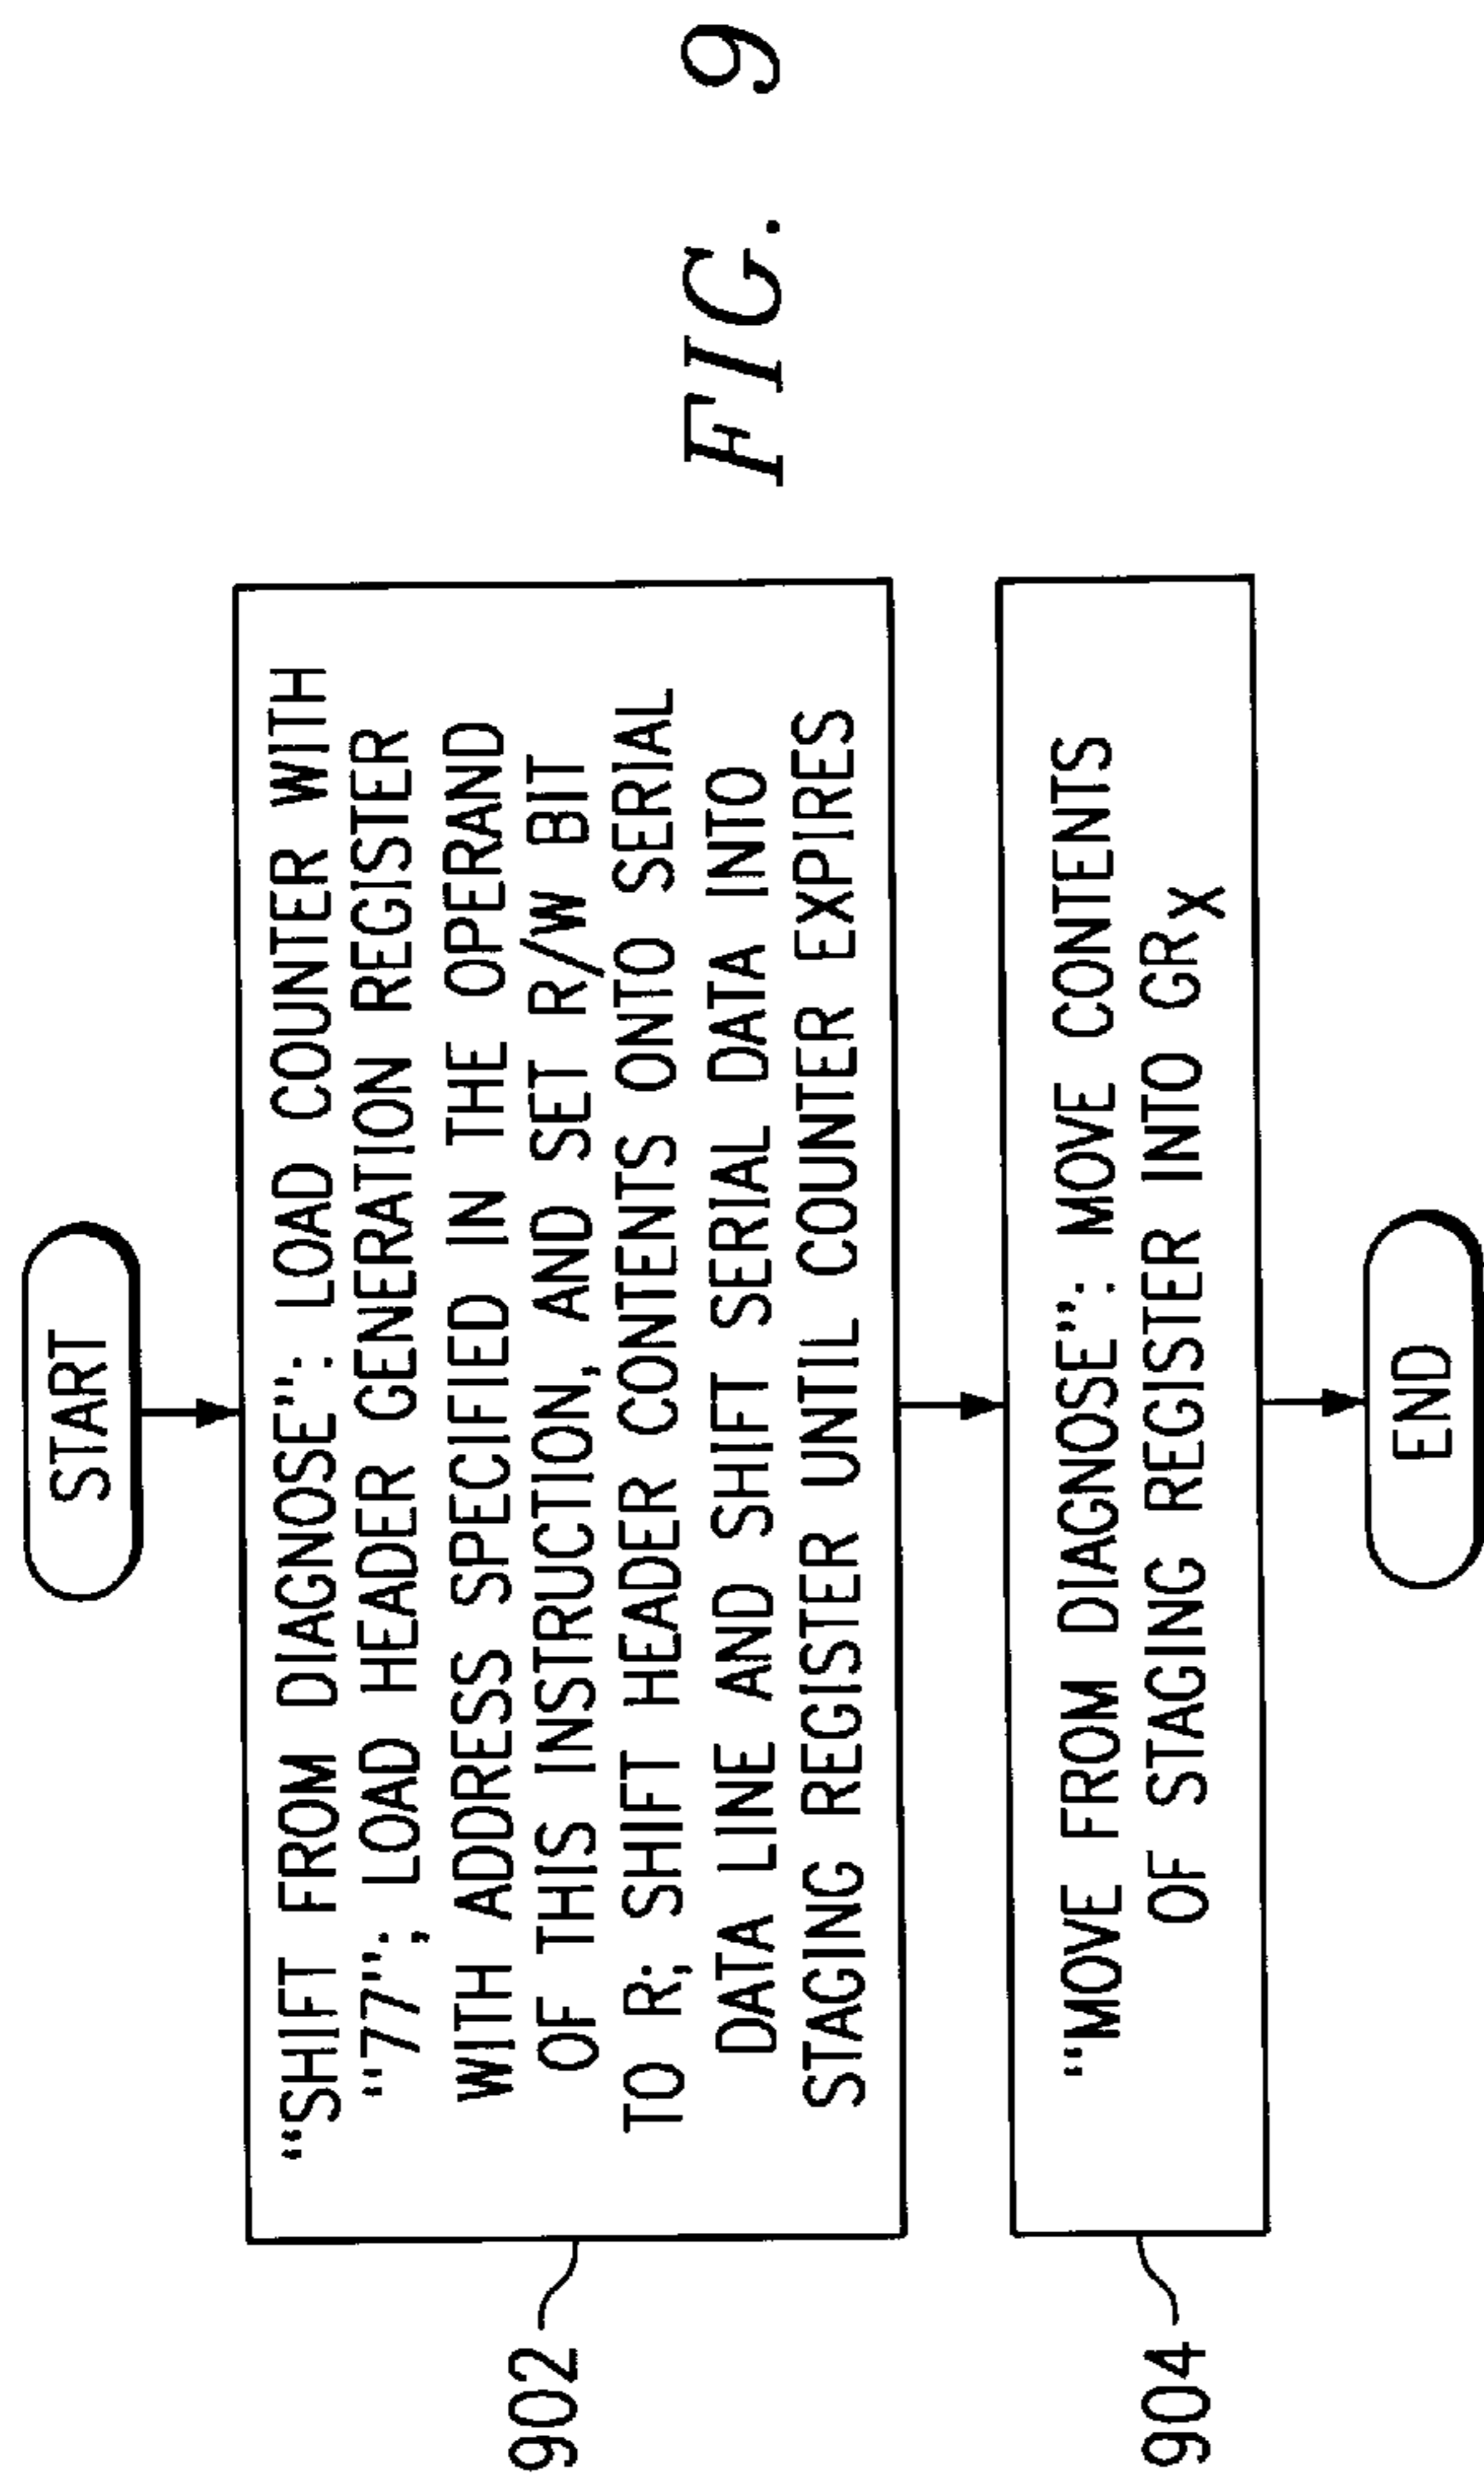 START
902
"SHIFT FROM DIAGNOSE": LOAD COUNTER WITH
"77"; LOAD HEADER GENERATION REGISTER
WITH ADDRESS SPECIFIED IN THE OPERAND
OF THIS INSTRUCTION, AND SET R/W BIT
TO R; SHIFT HEADER CONTENTS ONTO SERIAL
DATA LINE AND SHIFT SERIAL DATA INTO
STAGING REGISTER UNTIL COUNTER EXPIRES
904
"MOVE FROM DIAGNOSE": MOVE CONTENTS
OF STAGING REGISTER INTO GRX
END
FIG. 9